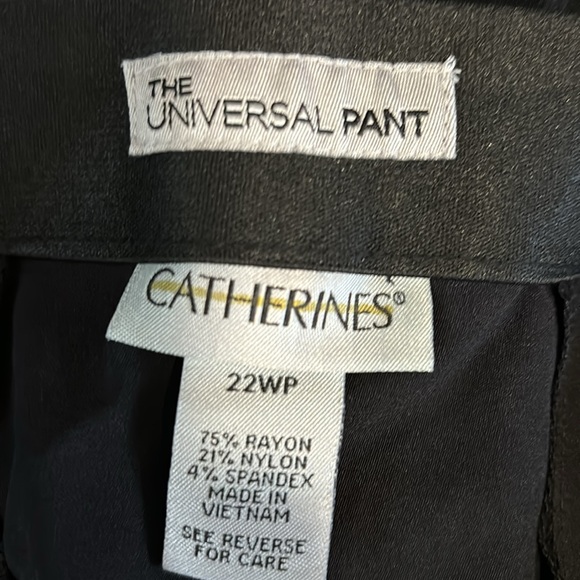 THE
UNIVERSAL PANT
CATHERINES®
22WP
75% RAYON
21% NYLON
4% SPANDEX
MADE IN
VIETNAM
SEE REVERSE
FOR CARE